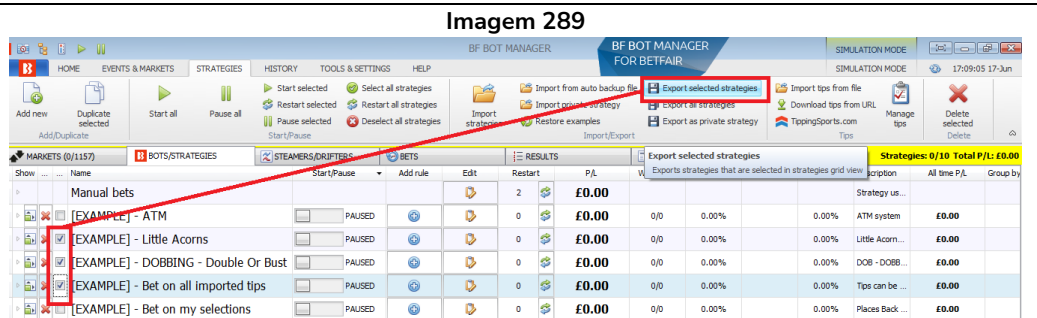 Imagem 289
BF BOT MANAGER
BF BOT MANAGER
FOR BETFAIR
SIMULATION MODE
HOME EVENTS & MARKETS STRATEGIES HISTORY TOOLS & SETTINGS HELP
SIMULATION MODE 17:09:05 17-Jun
Add new
Duplicate selected
Add/Duplicate
Start all
Pause all
Start selected
Restart selected
Pause selected
Select all strategies
Restart all strategies
Deselect all strategies
Start/Pause
Import strategies
Import from auto backup file
Import private strategy
Restore examples
Export selected strategies
Export all strategies
Export as private strategy
Import/Export
Import tips from file
Download tips from URL
TippingSports.com
Manage tips
Tips
Delete selected
Delete
MARKETS (0/1157) BOTS/STRATEGIES STEAMERS/DRIFTERS BETS RESULTS
Export selected strategies
Exports strategies that are selected in strategies grid view
Strategies: 0/10 Total P/L: £0.00
Show ... ... Name Start/Pause Add rule Edit Restart P/L All time P/L Group by
Manual bets 2 £0.00 Strategy us...
[EXAMPLE] - ATM PAUSED 0 £0.00 0/0 0.00% 0.00% ATM system £0.00
[EXAMPLE] - Little Acorns PAUSED 0 £0.00 0/0 0.00% 0.00% Little Acorn... £0.00
[EXAMPLE] - DOBBING - Double Or Bust PAUSED 0 £0.00 0/0 0.00% 0.00% DOB - DOBB... £0.00
[EXAMPLE] - Bet on all imported tips PAUSED 0 £0.00 0/0 0.00% 0.00% Tips can be ... £0.00
[EXAMPLE] - Bet on my selections PAUSED 0 £0.00 0/0 0.00% 0.00% Places Back ... £0.00